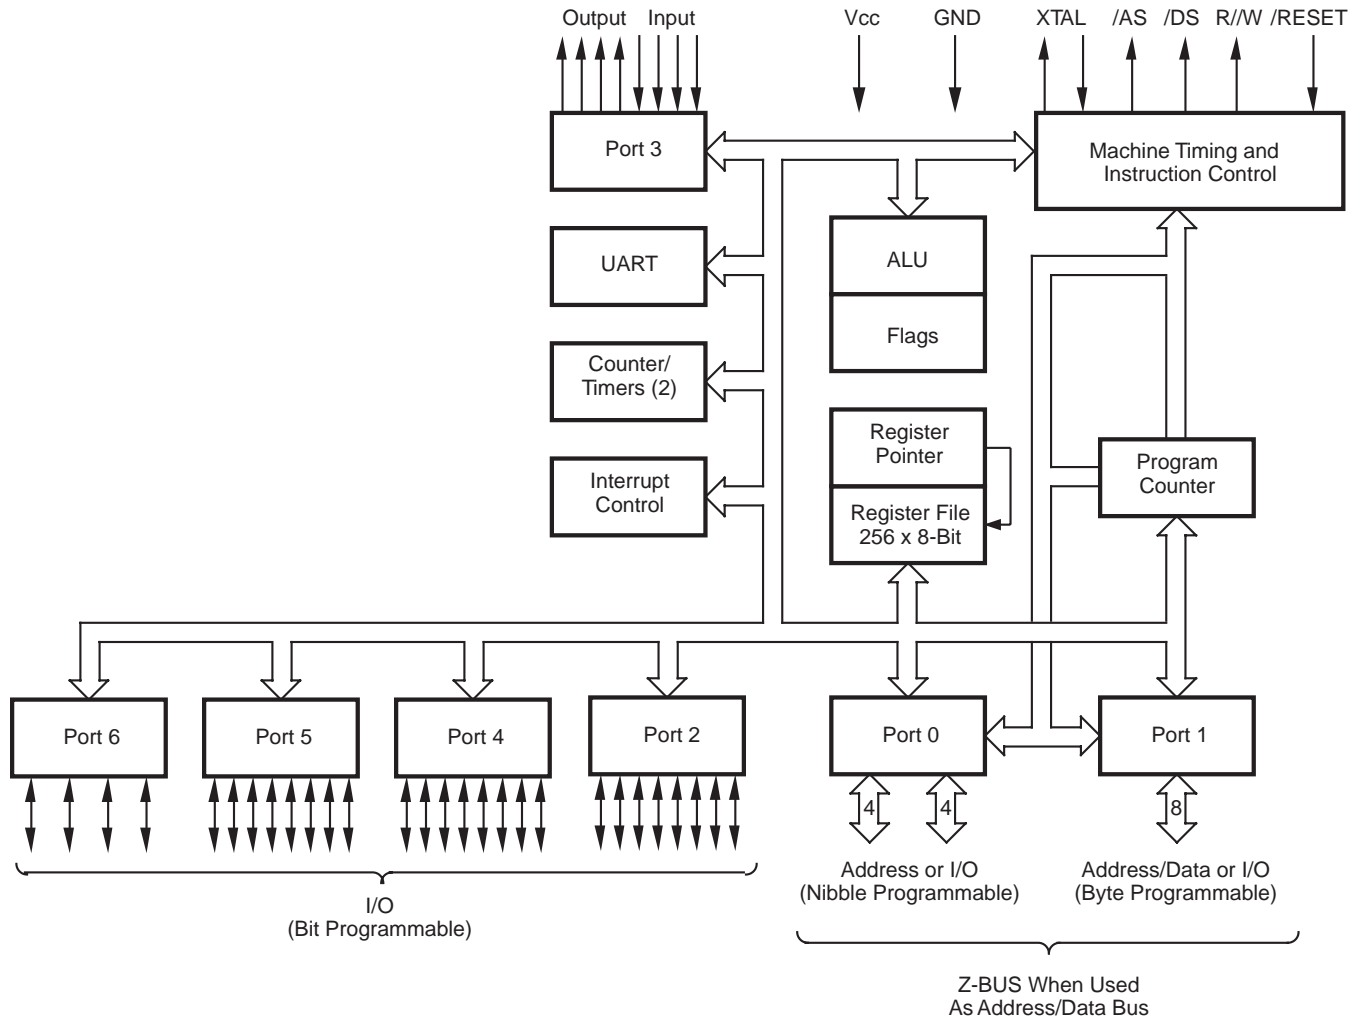 Output Input Vcc GND XTAL /AS /DS R//W /RESET
Port 3
Machine Timing and
Instruction Control
UART
ALU
Flags
Counter/
Timers (2)
Register
Pointer
Program
Counter
Interrupt
Control
Register File
256 x 8-Bit
Port 6
Port 5
Port 4
Port 2
Port 0
Port 1
4
4
8
I/O
(Bit Programmable)
Address or I/O
(Nibble Programmable)
Address/Data or I/O
(Byte Programmable)
Z-BUS When Used
As Address/Data Bus